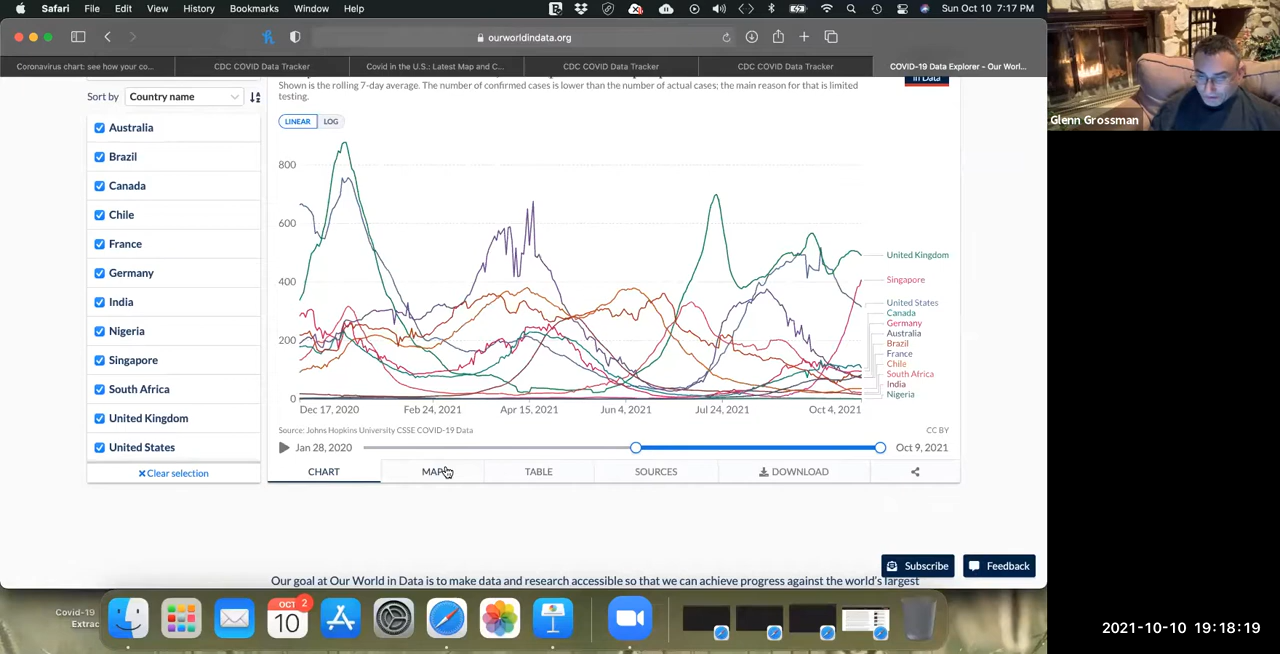 Safari File Edit View History Bookmarks Window Help Sun Oct 10 7:17 PM
ourworldindata.org
Coronavirus chart: see how your co... CDC COVID Data Tracker Covid in the U.S.: Latest Map and C... CDC COVID Data Tracker CDC COVID Data Tracker COVID-19 Data Explorer - Our Worl...
Glenn Grossman
in Data
Shown is the rolling 7-day average. The number of confirmed cases is lower than the number of actual cases; the main reason for that is limited
testing.
Sort by Country name
LINEAR LOG
Australia
Brazil
Canada
Chile
France
Germany
India
Nigeria
Singapore
South Africa
United Kingdom
United States
Clear selection
800
600
400
200
0
Dec 17, 2020 Feb 24, 2021 Apr 15, 2021 Jun 4, 2021 Jul 24, 2021 Oct 4, 2021
United Kingdom
Singapore
United States
Canada
Germany
Australia
Brazil
France
Chile
South Africa
India
Nigeria
Source: Johns Hopkins University CSSE COVID-19 Data CC BY
Jan 28, 2020 Oct 9, 2021
CHART MAP TABLE SOURCES DOWNLOAD
Subscribe Feedback
Our goal at Our World in Data is to make data and research accessible so that we can achieve progress against the world's largest
Covid-19
Extrac
OCT 2
10
2021-10-10 19:18:19